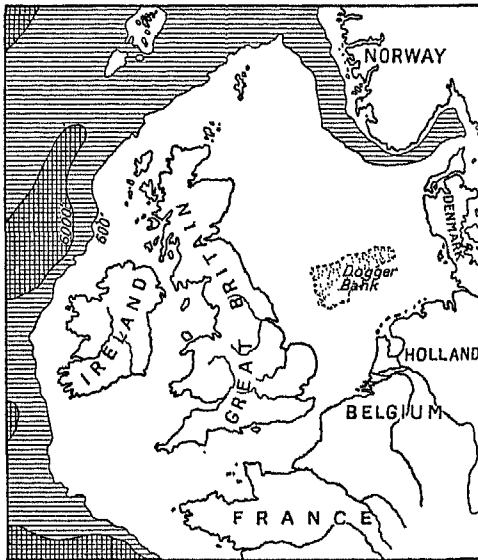 NORWAY
6000'
600'
DENMARK
Dogger
Bank
GREAT BRITAIN
IRELAND
HOLLAND
BELGIUM
FRANCE